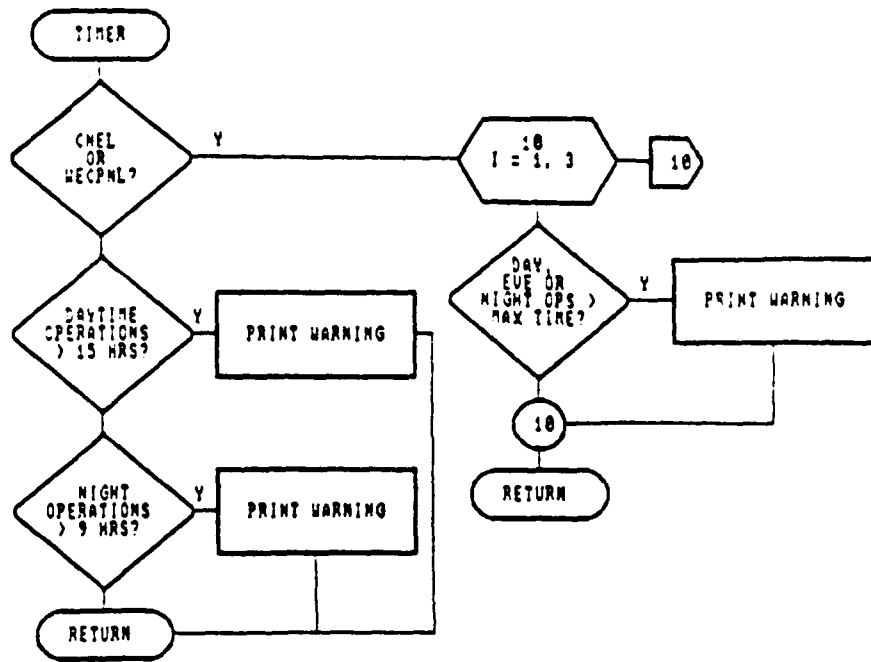 TIMER
CNEL
OR
WECPNL?
Y
10
I = 1, 3
10
DAY,
EVE OR
NIGHT OPS >
MAX TIME?
Y
PRINT WARNING
DAYTIME
OPERATIONS
> 15 HRS?
Y
PRINT WARNING
10
NIGHT
OPERATIONS
> 9 HRS?
Y
PRINT WARNING
RETURN
RETURN